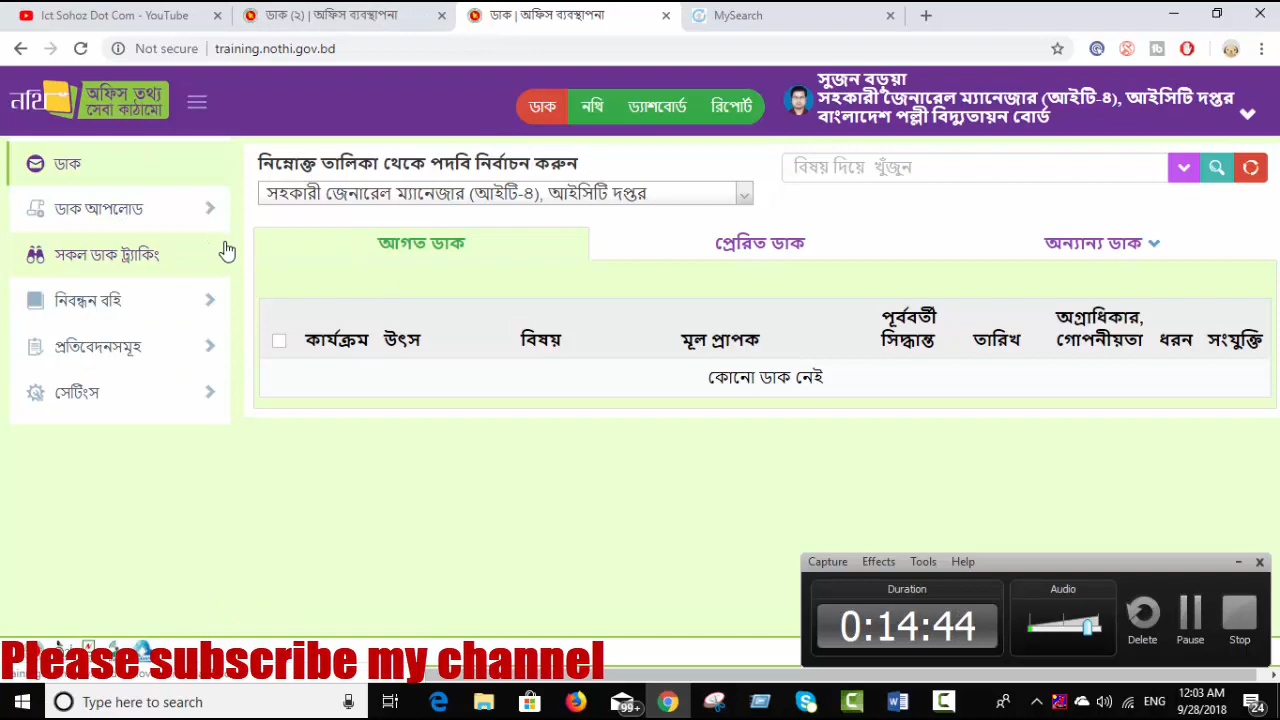 Ict Sohoz Dot Com - YouTube
ডাক (২) | অফিস ব্যবস্থাপনা
ডাক | অফিস ব্যবস্থাপনা
MySearch
Not secure | training.nothi.gov.bd
নথি
অফিস তথ্য
সেবা কাঠামো
ডাক নথি ড্যাশবোর্ড রিপোর্ট
সুজন বড়ুয়া
সহকারী জেনারেল ম্যানেজার (আইটি-৪), আইসিটি দপ্তর
বাংলাদেশ পল্লী বিদ্যুতায়ন বোর্ড
ডাক
ডাক আপলোড
সকল ডাক ট্র্যাকিং
নিবন্ধন বহি
প্রতিবেদনসমূহ
সেটিংস
নিম্নোক্ত তালিকা থেকে পদবি নির্বাচন করুন
সহকারী জেনারেল ম্যানেজার (আইটি-৪), আইসিটি দপ্তর
বিষয় দিয়ে খুঁজুন
আগত ডাক
প্রেরিত ডাক
অন্যান্য ডাক
কার্যক্রম
উৎস
বিষয়
মূল প্রাপক
পূর্ববর্তী
সিদ্ধান্ত
তারিখ
অগ্রাধিকার,
গোপনীয়তা
ধরন
সংযুক্তি
কোনো ডাক নেই
Capture Effects Tools Help
Duration
0:14:44
Audio
Delete
Pause
Stop
Please subscribe my channel
Type here to search
99+
ENG
12:03 AM
9/28/2018
24